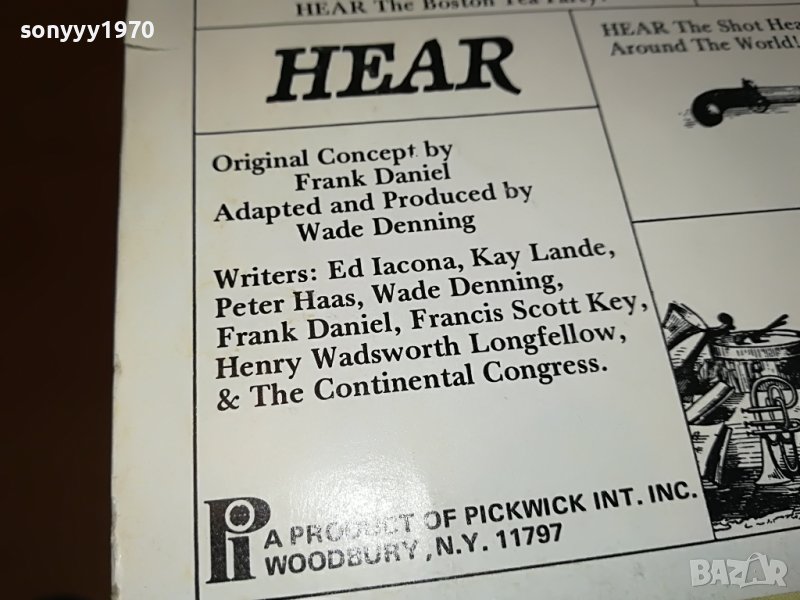 sonyyy1970
HEAR The Boston Tea Party!
HEAR
HEAR The Shot Hea
Around The World!
Original Concept by
Frank Daniel
Adapted and Produced by
Wade Denning
Writers: Ed Iacona, Kay Lande,
Peter Haas, Wade Denning,
Frank Daniel, Francis Scott Key,
Henry Wadsworth Longfellow,
& The Continental Congress.
Pi
A PRODUCT OF PICKWICK INT. INC.
WOODBURY, N.Y. 11797
BAZAR